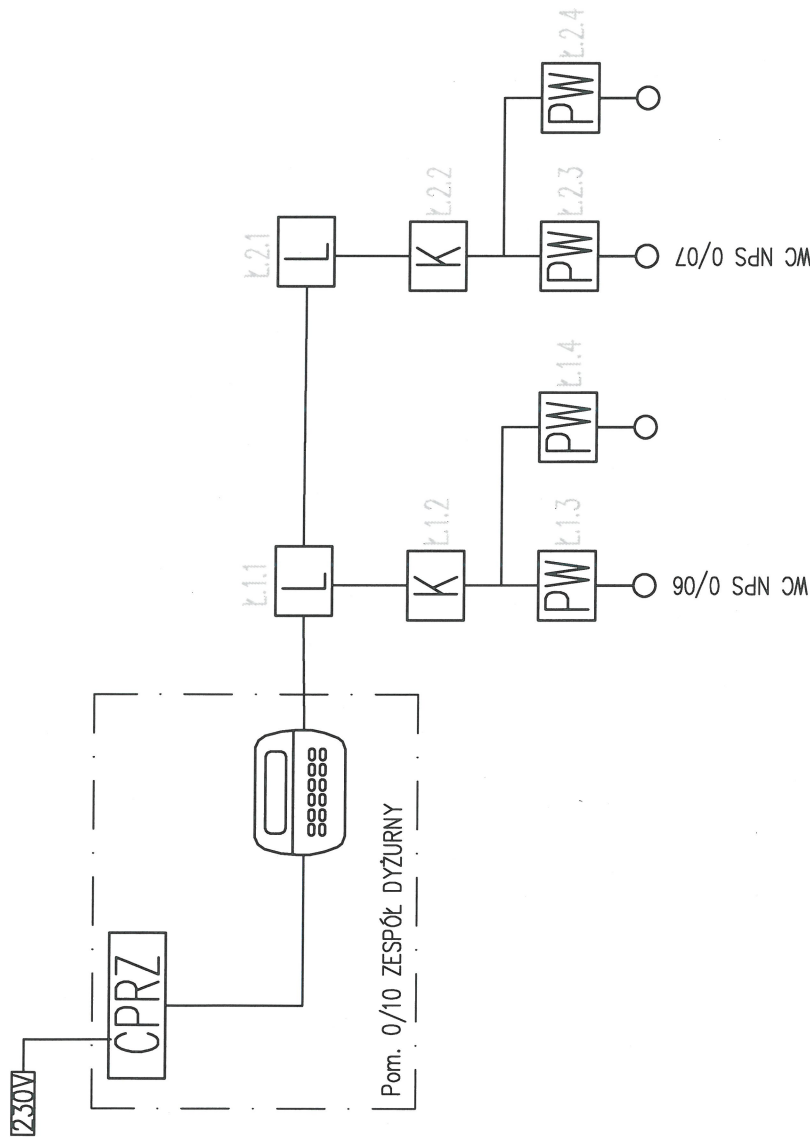 230V
CPRZ
Pom. 0/10 ZESPÓŁ DYŻURNY
Ł.1.1
L
Ł.2.1
L
K
Ł.1.2
K
Ł.2.2
PW
Ł.1.3
PW
Ł.1.4
PW
Ł.2.3
PW
Ł.2.4
WC NPS 0/06
WC NPS 0/07